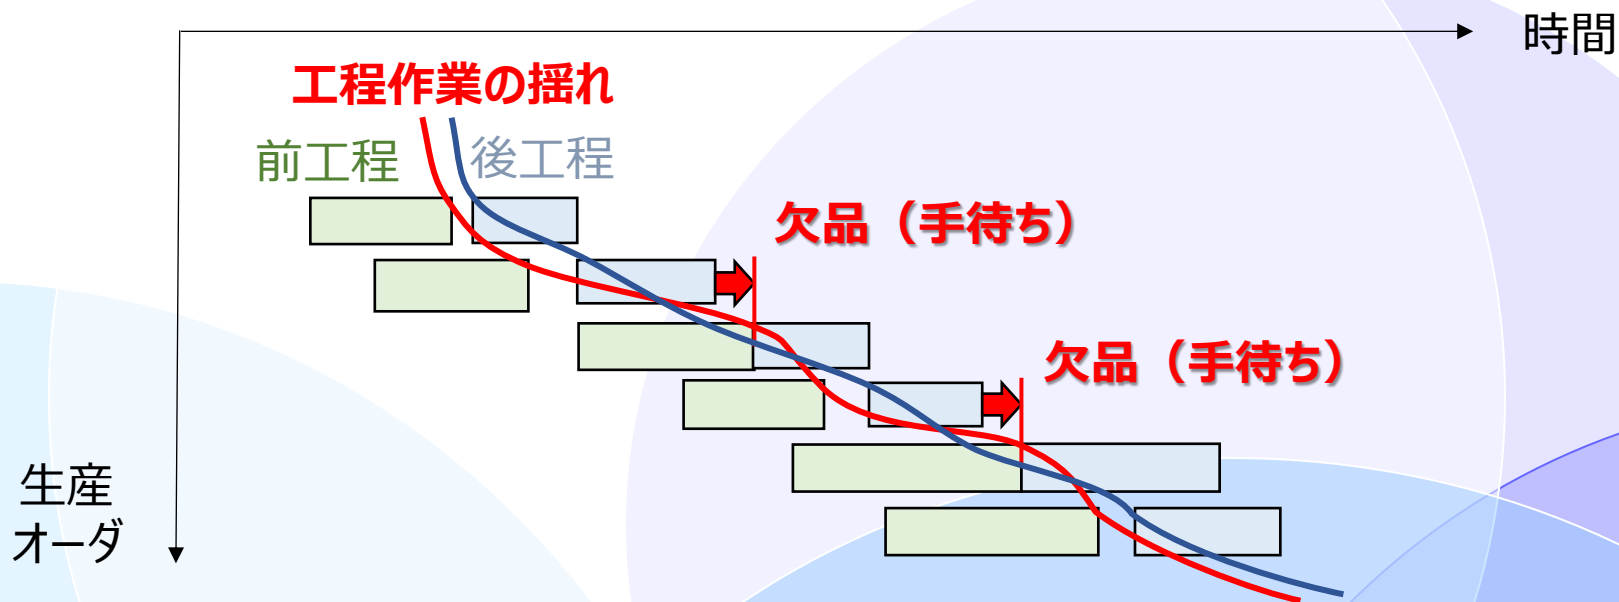 時間
工程作業の揺れ
前工程
後工程
欠品（手待ち）
欠品（手待ち）
生産
オーダ